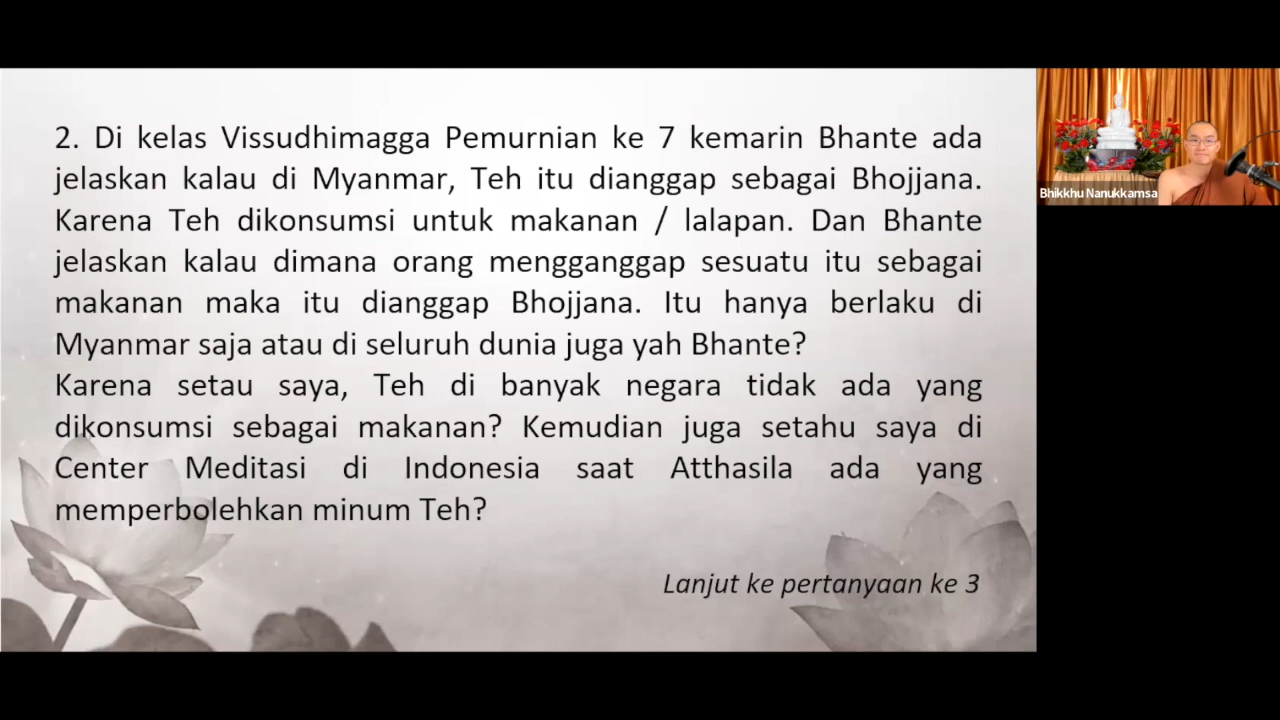 2. Di kelas Vissudhimagga Pemurnian ke 7 kemarin Bhante ada
jelaskan kalau di Myanmar, Teh itu dianggap sebagai Bhojjana.
Karena Teh dikonsumsi untuk makanan / lalapan. Dan Bhante
jelaskan kalau dimana orang mengganggap sesuatu itu sebagai
makanan maka itu dianggap Bhojjana. Itu hanya berlaku di
Myanmar saja atau di seluruh dunia juga yah Bhante?
Karena setau saya, Teh di banyak negara tidak ada yang
dikonsumsi sebagai makanan? Kemudian juga setahu saya di
Center Meditasi di Indonesia saat Atthasila ada yang
memperbolehkan minum Teh?
Lanjut ke pertanyaan ke 3
Bhikkhu Nanukkamsa